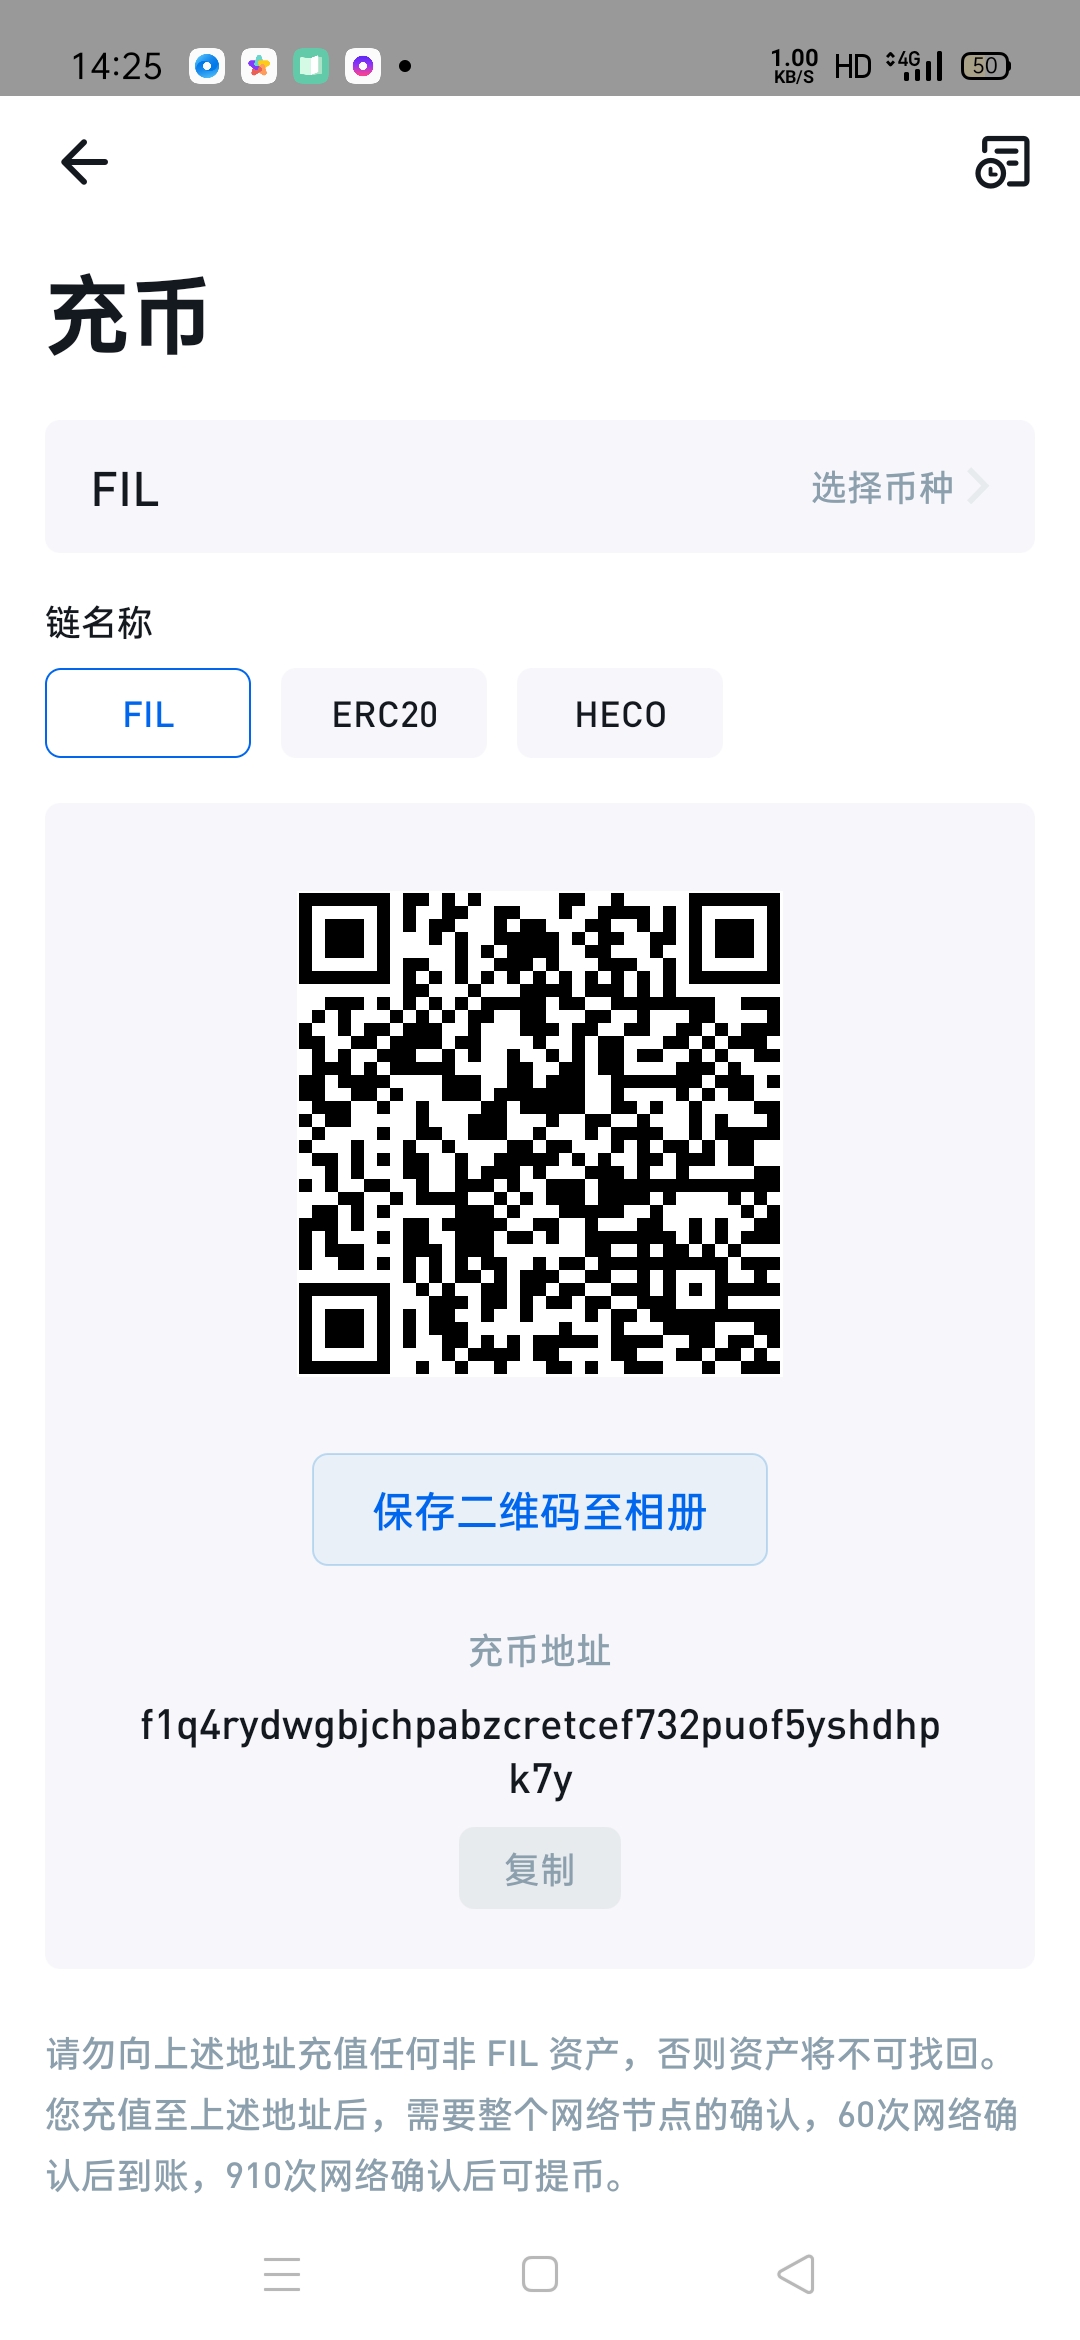 14:25
1.00
KB/S
HD
4G
50
充币
FIL
选择币种
链名称
FIL
ERC20
HECO
保存二维码至相册
充币地址
f1q4rydwgbjchpabzcretcef732puof5yshdhp
k7y
复制
请勿向上述地址充值任何非 FIL 资产，否则资产将不可找回。
您充值至上述地址后，需要整个网络节点的确认，60次网络确
认后到账，910次网络确认后可提币。